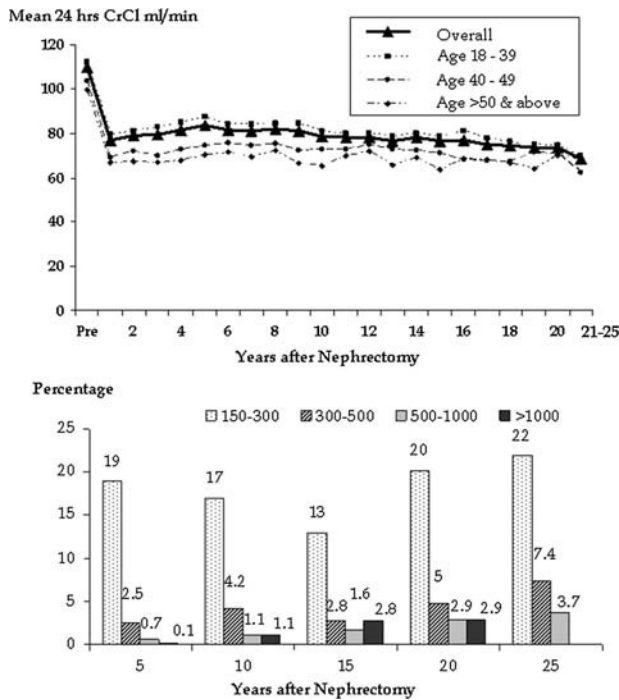 Mean 24 hrs CrCl ml/min
Overall
Age 18 - 39
Age 40 - 49
Age >50 & above
120
100
80
60
40
20
0
Pre 2 4 6 8 10 12 14 16 18 20 21-25
Years after Nephrectomy
Percentage
150-300 300-500 500-1000 >1000
25
20
15
10
5
0
19 2.5 0.7 0.1
17 4.2 1.1 1.1
13 2.8 1.6 2.8
20 5 2.9 2.9
22 7.4 3.7
5 10 15 20 25
Years after Nephrectomy